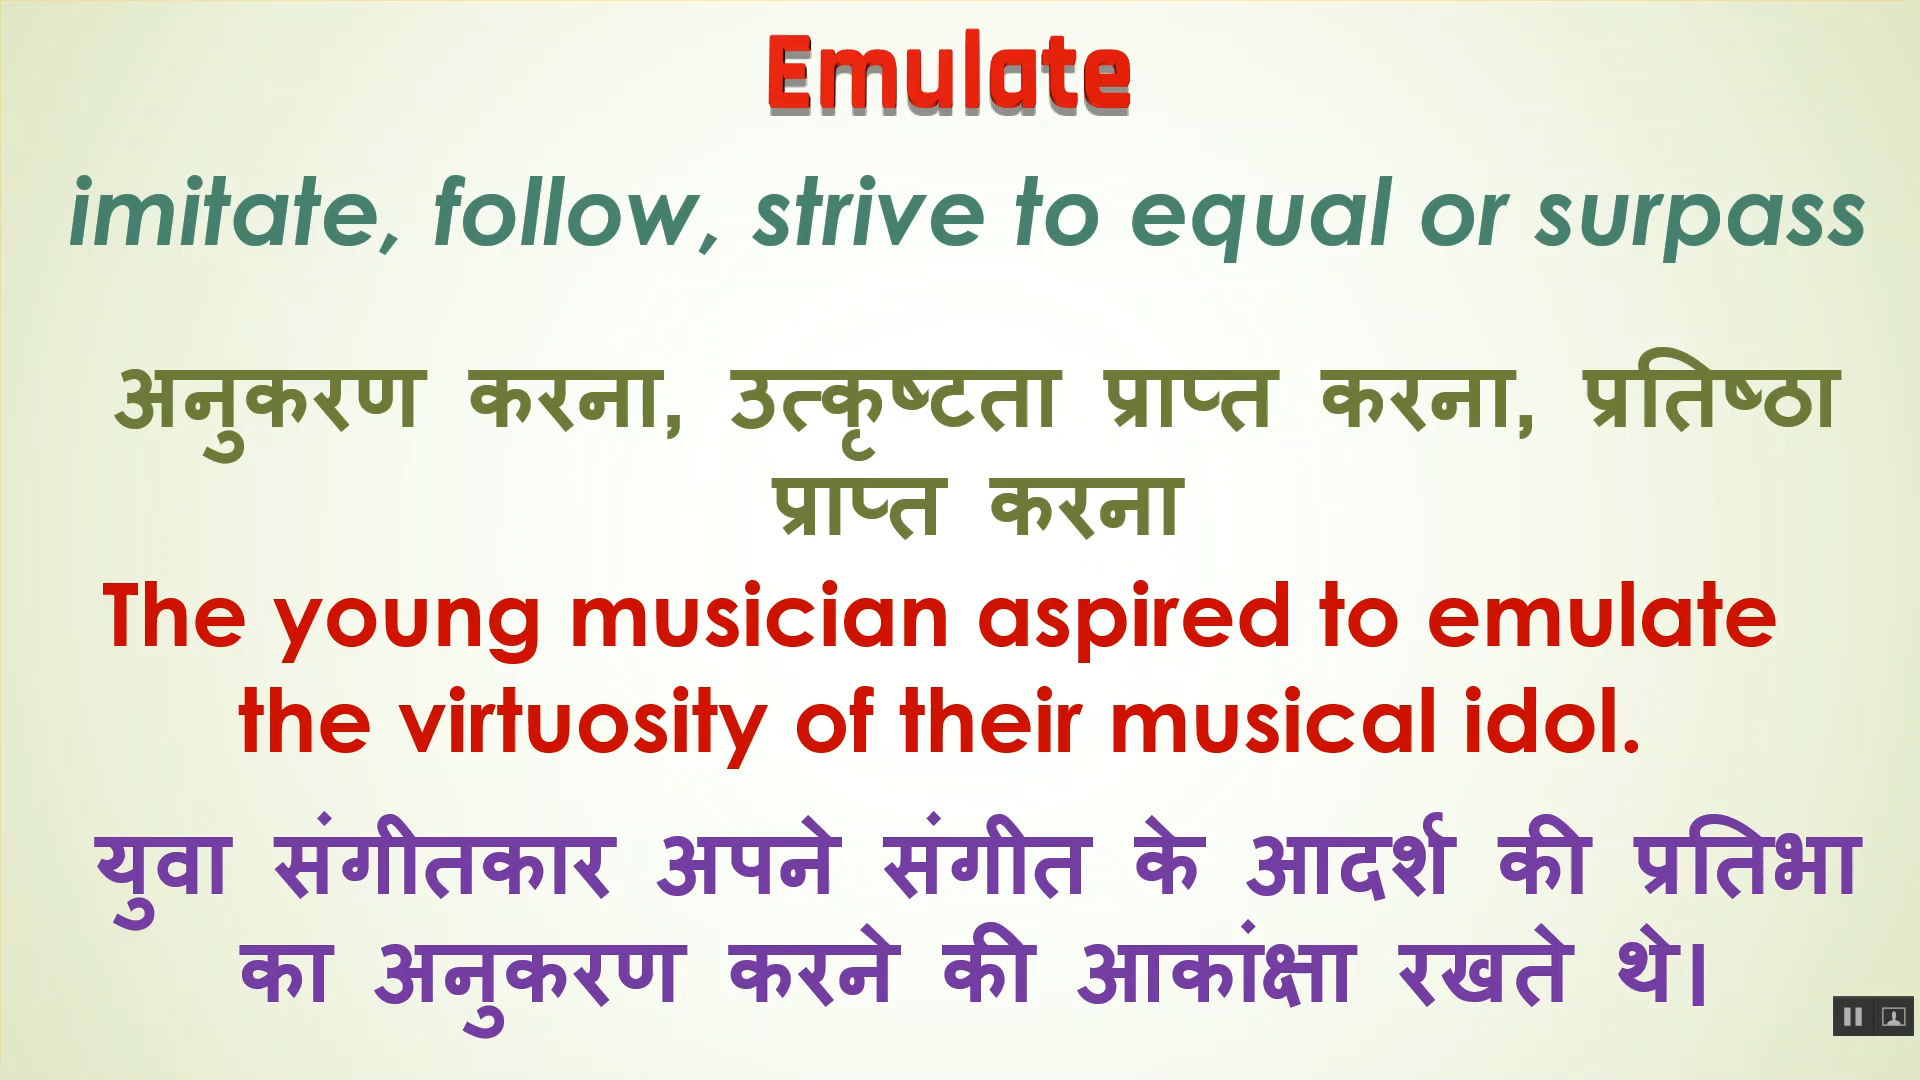 Emulate
imitate, follow, strive to equal or surpass
अनुकरण करना, उत्कृष्टता प्राप्त करना, प्रतिष्ठा
प्राप्त करना
The young musician aspired to emulate
the virtuosity of their musical idol.
युवा संगीतकार अपने संगीत के आदर्श की प्रतिभा
का अनुकरण करने की आकांक्षा रखते थे।